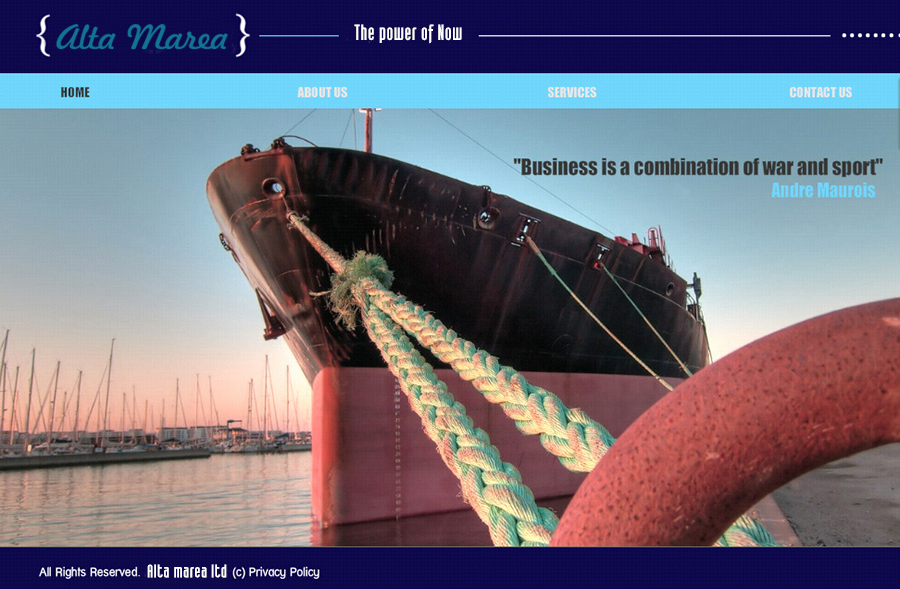 { Alta Marea }
The power of Now
HOME ABOUT US SERVICES CONTACT US
"Business is a combination of war and sport"
Andre Maurois
All Rights Reserved. Alta marea ltd (c) Privacy Policy